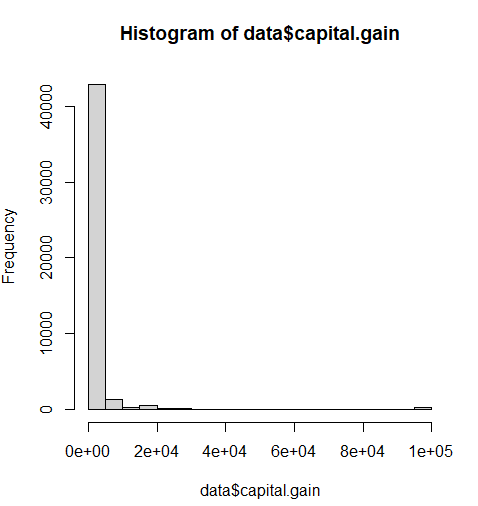 Histogram of data$capital.gain
Frequency
40000
30000
20000
10000
0
0e+00 2e+04 4e+04 6e+04 8e+04 1e+05
data$capital.gain